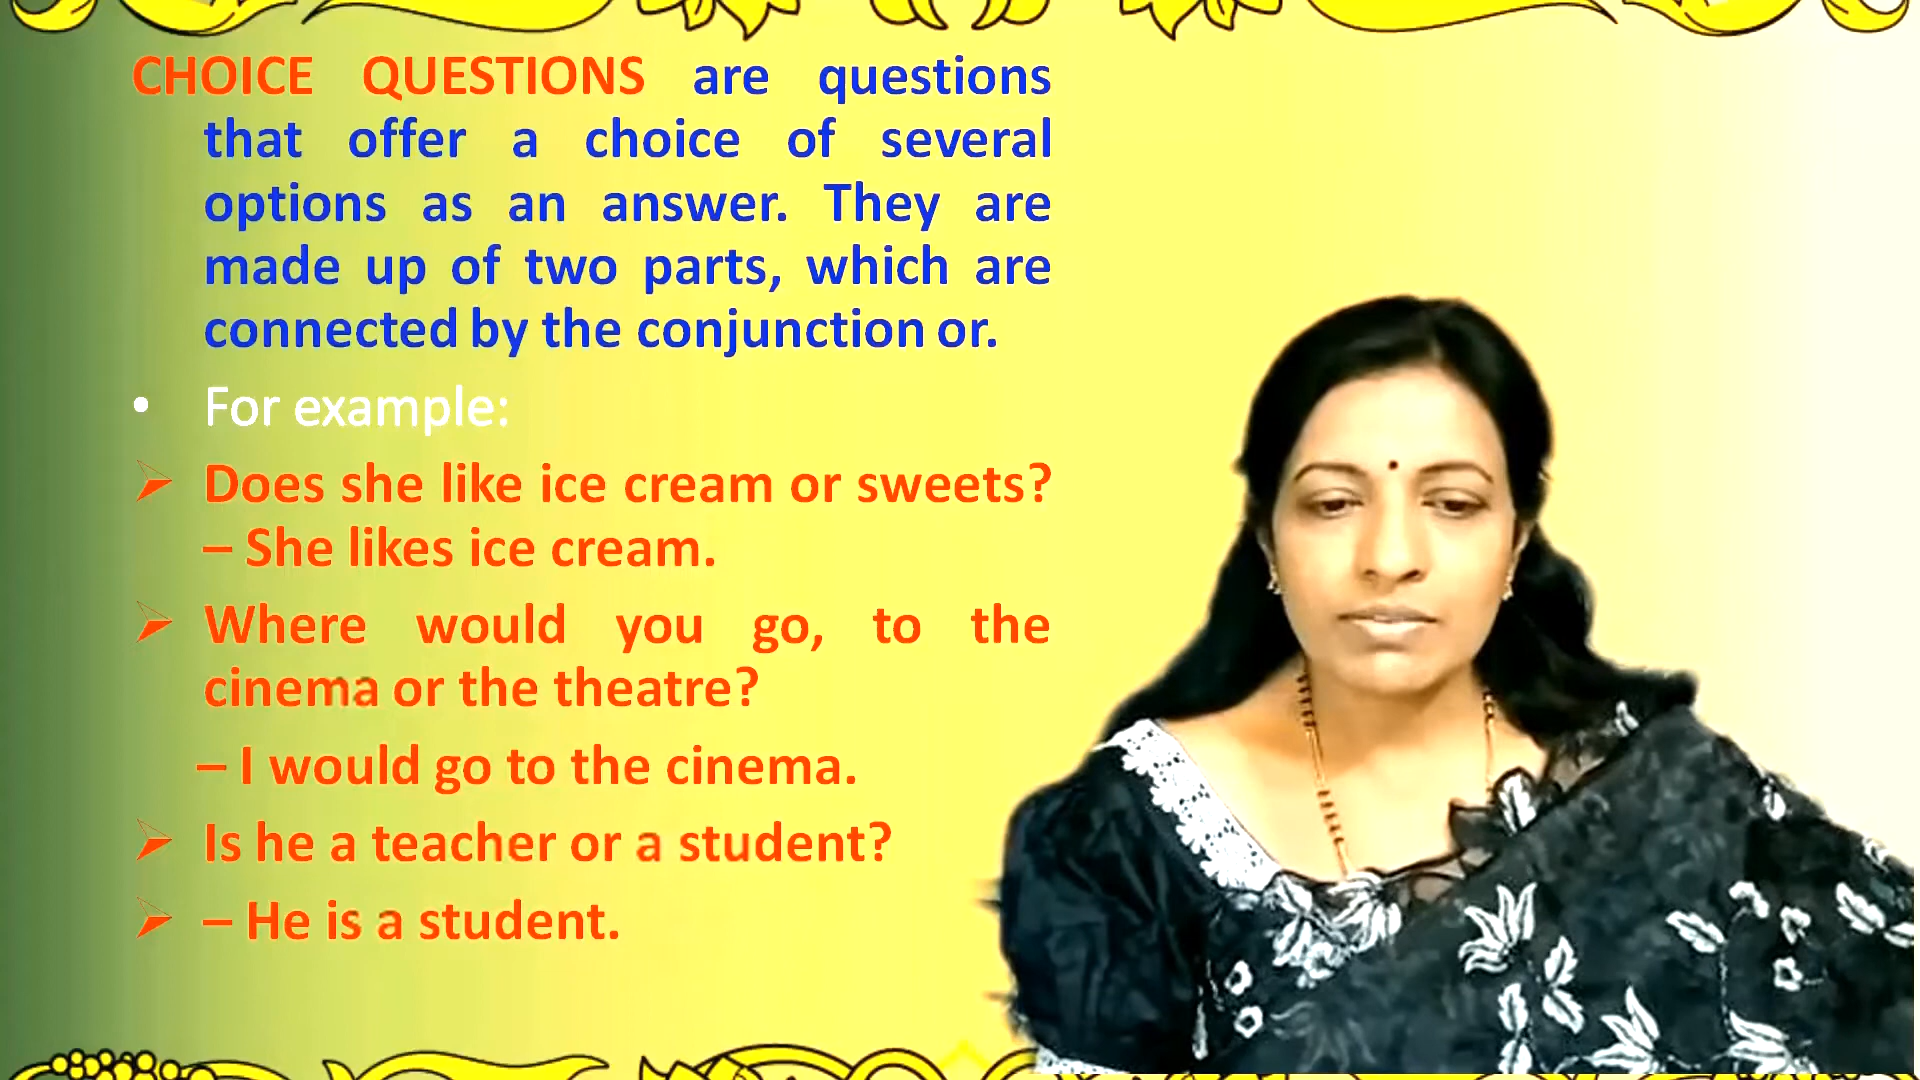 CHOICE QUESTIONS are questions
that offer a choice of several
options as an answer. They are
made up of two parts, which are
connected by the conjunction or.
• For example:
➢ Does she like ice cream or sweets?
– She likes ice cream.
➢ Where would you go, to the
cinema or the theatre?
– I would go to the cinema.
➢ Is he a teacher or a student?
➢ – He is a student.